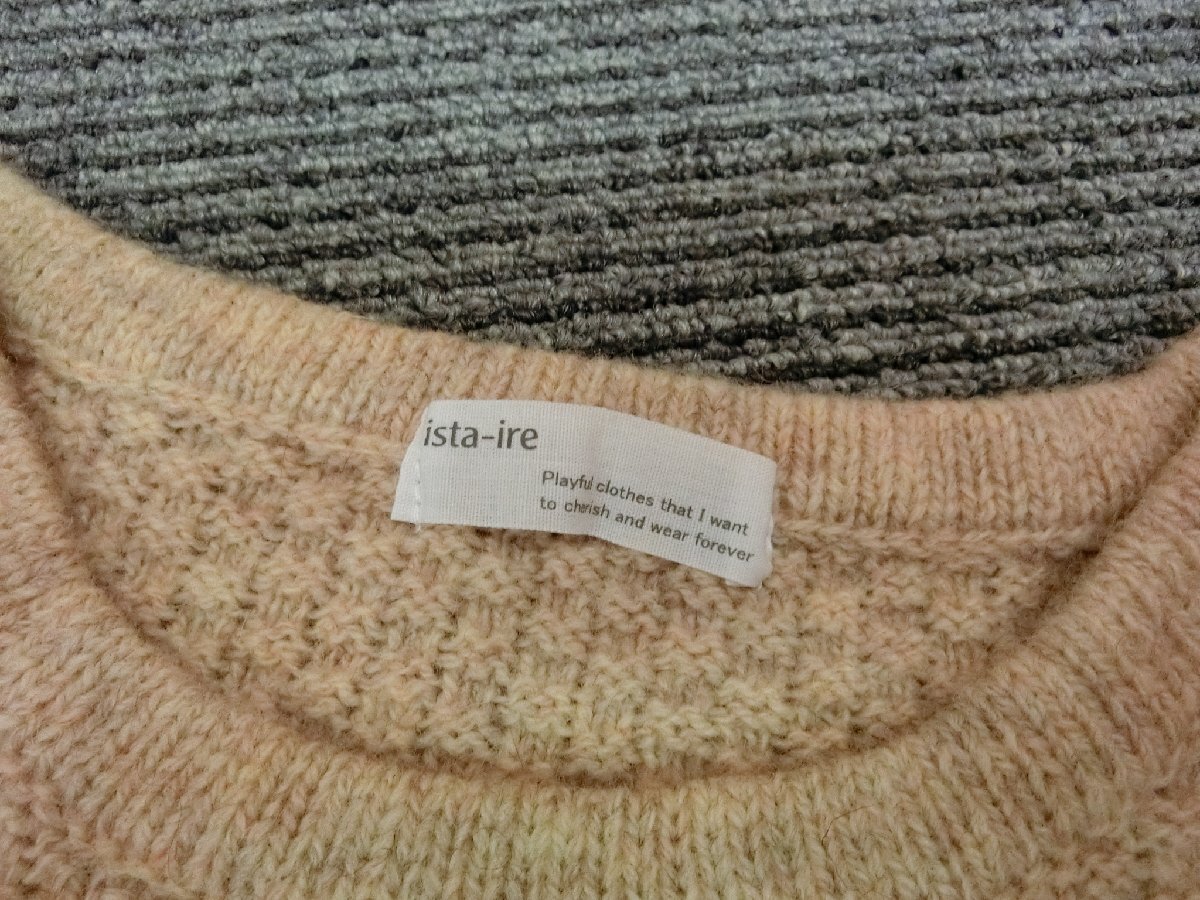 ista-ire
Playful clothes that I want
to cherish and wear forever